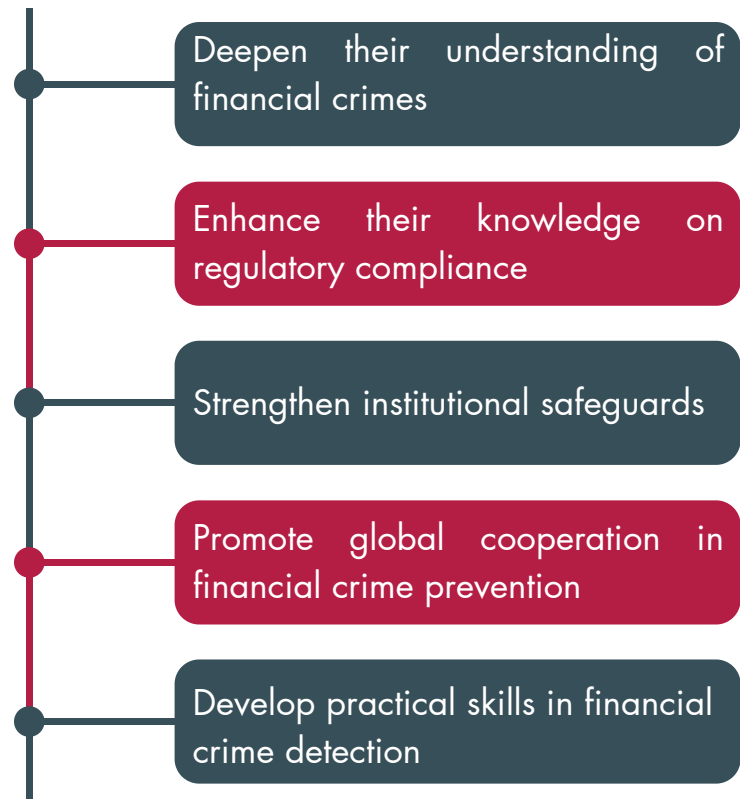 Deepen their understanding of
financial crimes
Enhance their knowledge on
regulatory compliance
Strengthen institutional safeguards
Promote global cooperation in
financial crime prevention
Develop practical skills in financial
crime detection